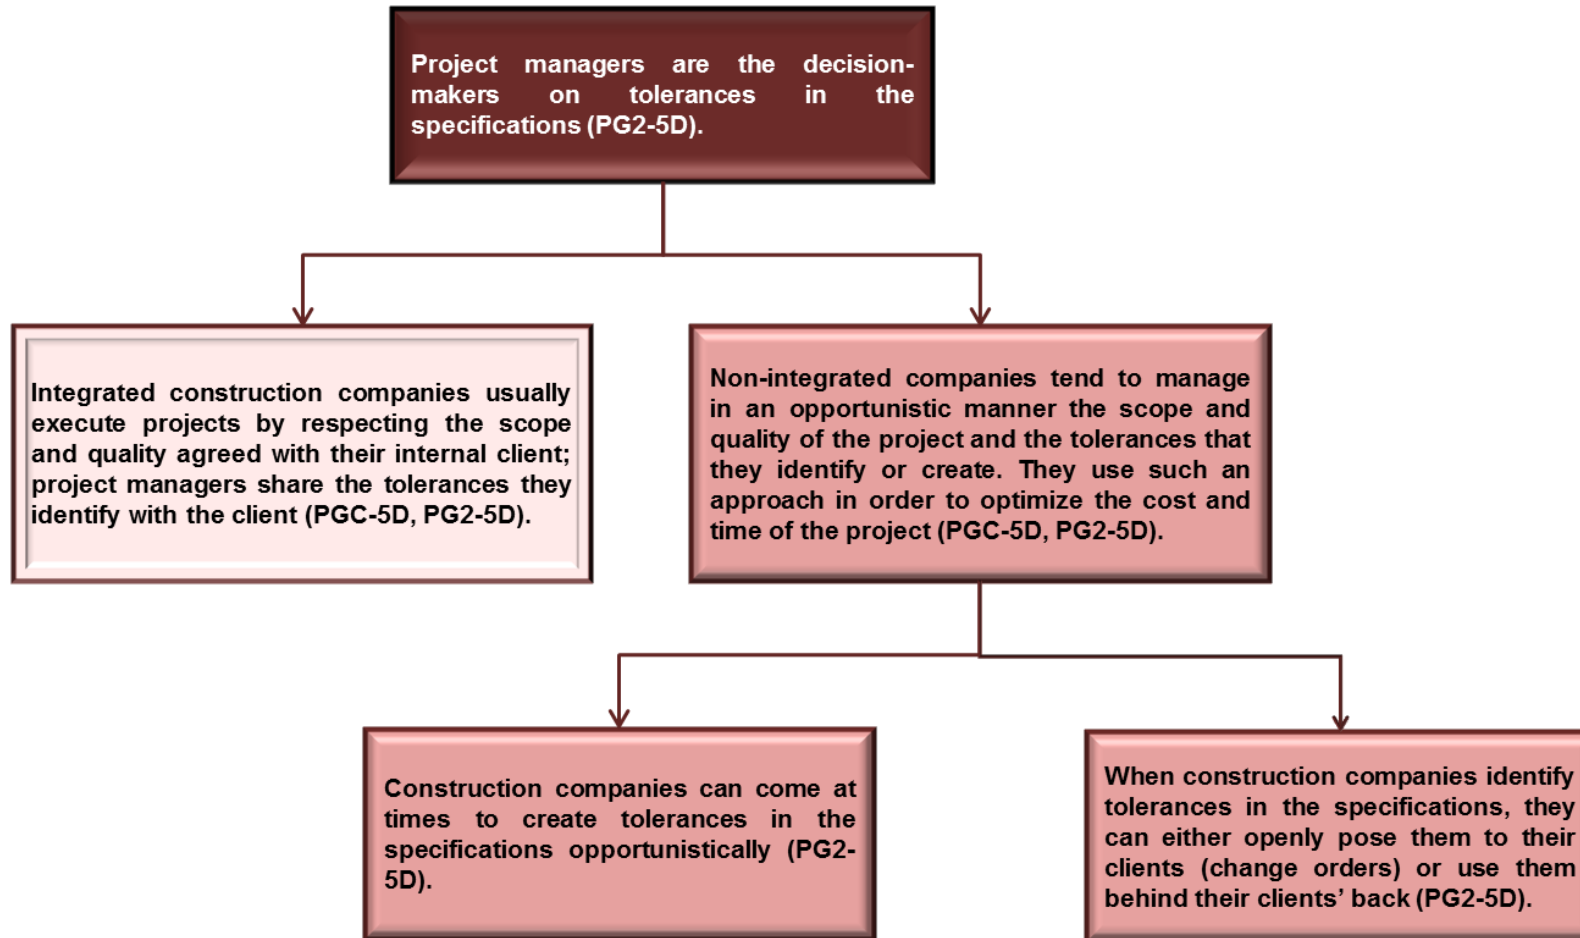 Project managers are the decision-
makers on tolerances in the
specifications (PG2-5D).
Integrated construction companies usually
execute projects by respecting the scope
and quality agreed with their internal client;
project managers share the tolerances they
identify with the client (PGC-5D, PG2-5D).
Non-integrated companies tend to manage
in an opportunistic manner the scope and
quality of the project and the tolerances that
they identify or create. They use such an
approach in order to optimize the cost and
time of the project (PGC-5D, PG2-5D).
Construction companies can come at
times to create tolerances in the
specifications opportunistically (PG2-
5D).
When construction companies identify
tolerances in the specifications, they
can either openly pose them to their
clients (change orders) or use them
behind their clients’ back (PG2-5D).